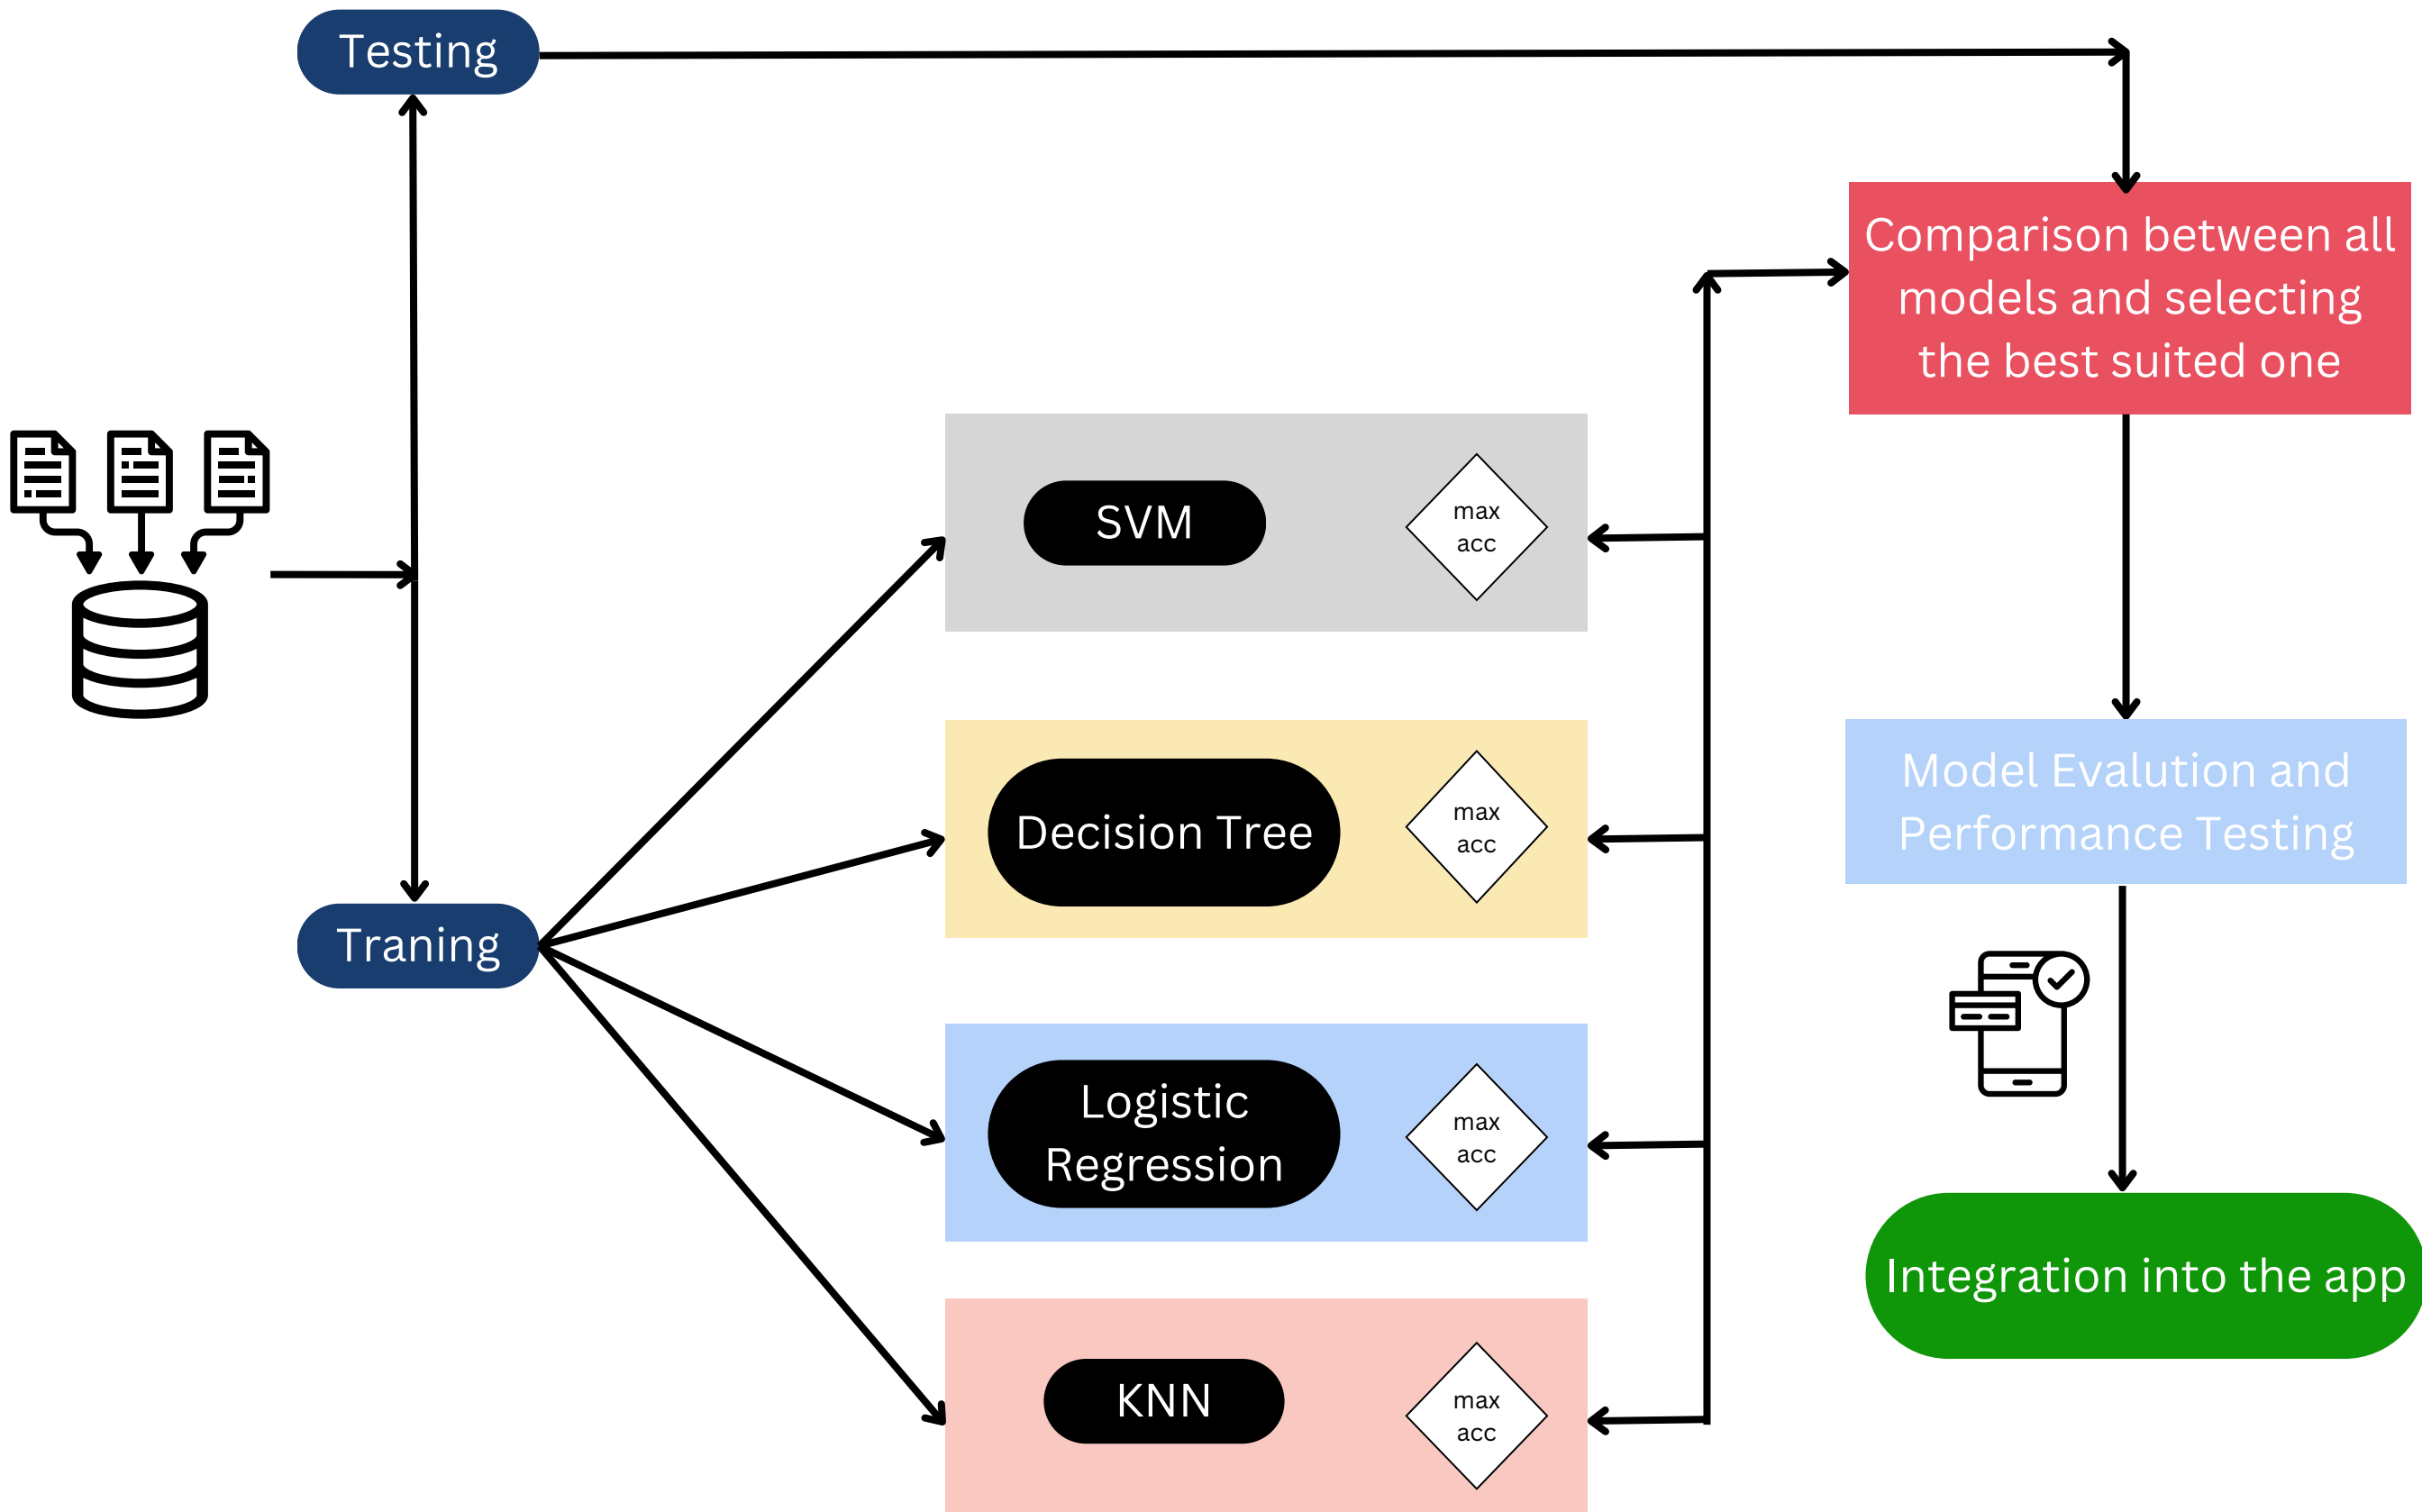 Testing
Comparison between all
models and selecting
the best suited one
SVM
max
acc
Decision Tree
max
acc
Model Evalution and
Performance Testing
Traning
Logistic
Regression
max
acc
Integration into the app
KNN
max
acc